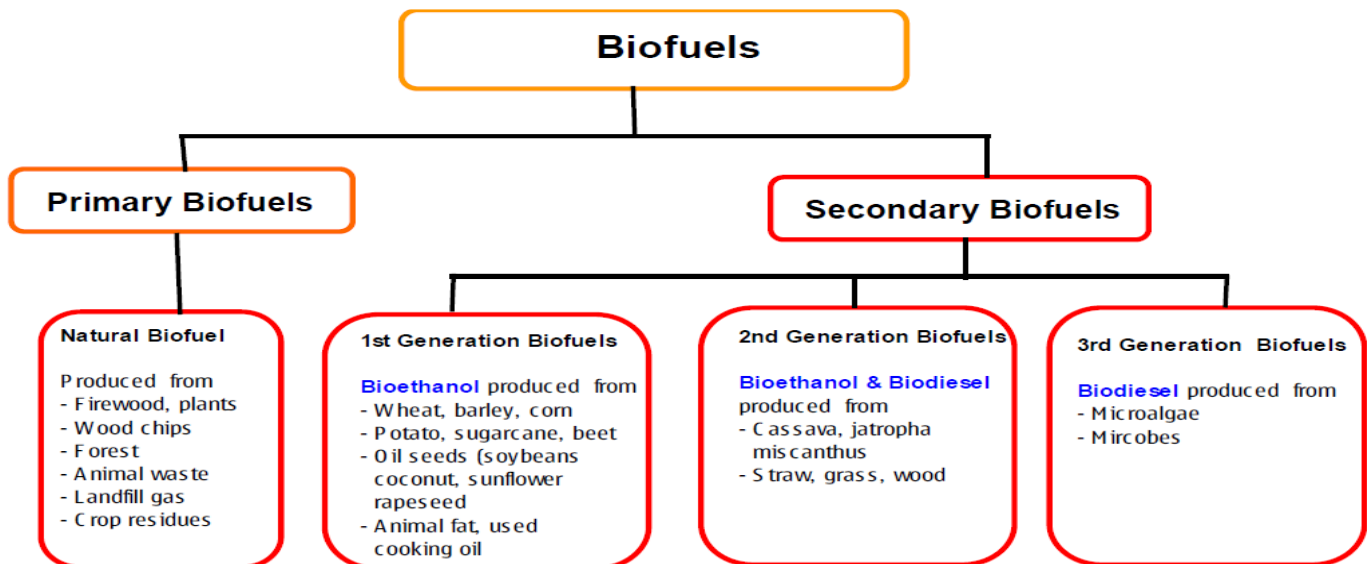 Biofuels
Primary Biofuels
Secondary Biofuels
Natural Biofuel
Produced from
- Firewood, plants
- Wood chips
- Forest
- Animal waste
- Landfill gas
- Crop residues
1st Generation Biofuels
Bioethanol produced from
- Wheat, barley, corn
- Potato, sugarcane, beet
- Oil seeds (soybeans
coconut, sunflower
rapeseed
- Animal fat, used
cooking oil
2nd Generation Biofuels
Bioethanol & Biodiesel
produced from
- Cassava, jatropha
miscanthus
- Straw, grass, wood
3rd Generation Biofuels
Biodiesel produced from
- Microalgae
- Mircobes